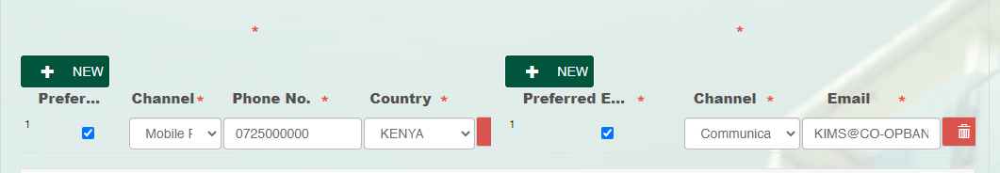 *
*
NEW
NEW
Prefer... Channel* Phone No. * Country *
Preferred E... * Channel * Email *
1 Mobile 0725000000 KENYA
1 Communica KIMS@CO-OPBAN